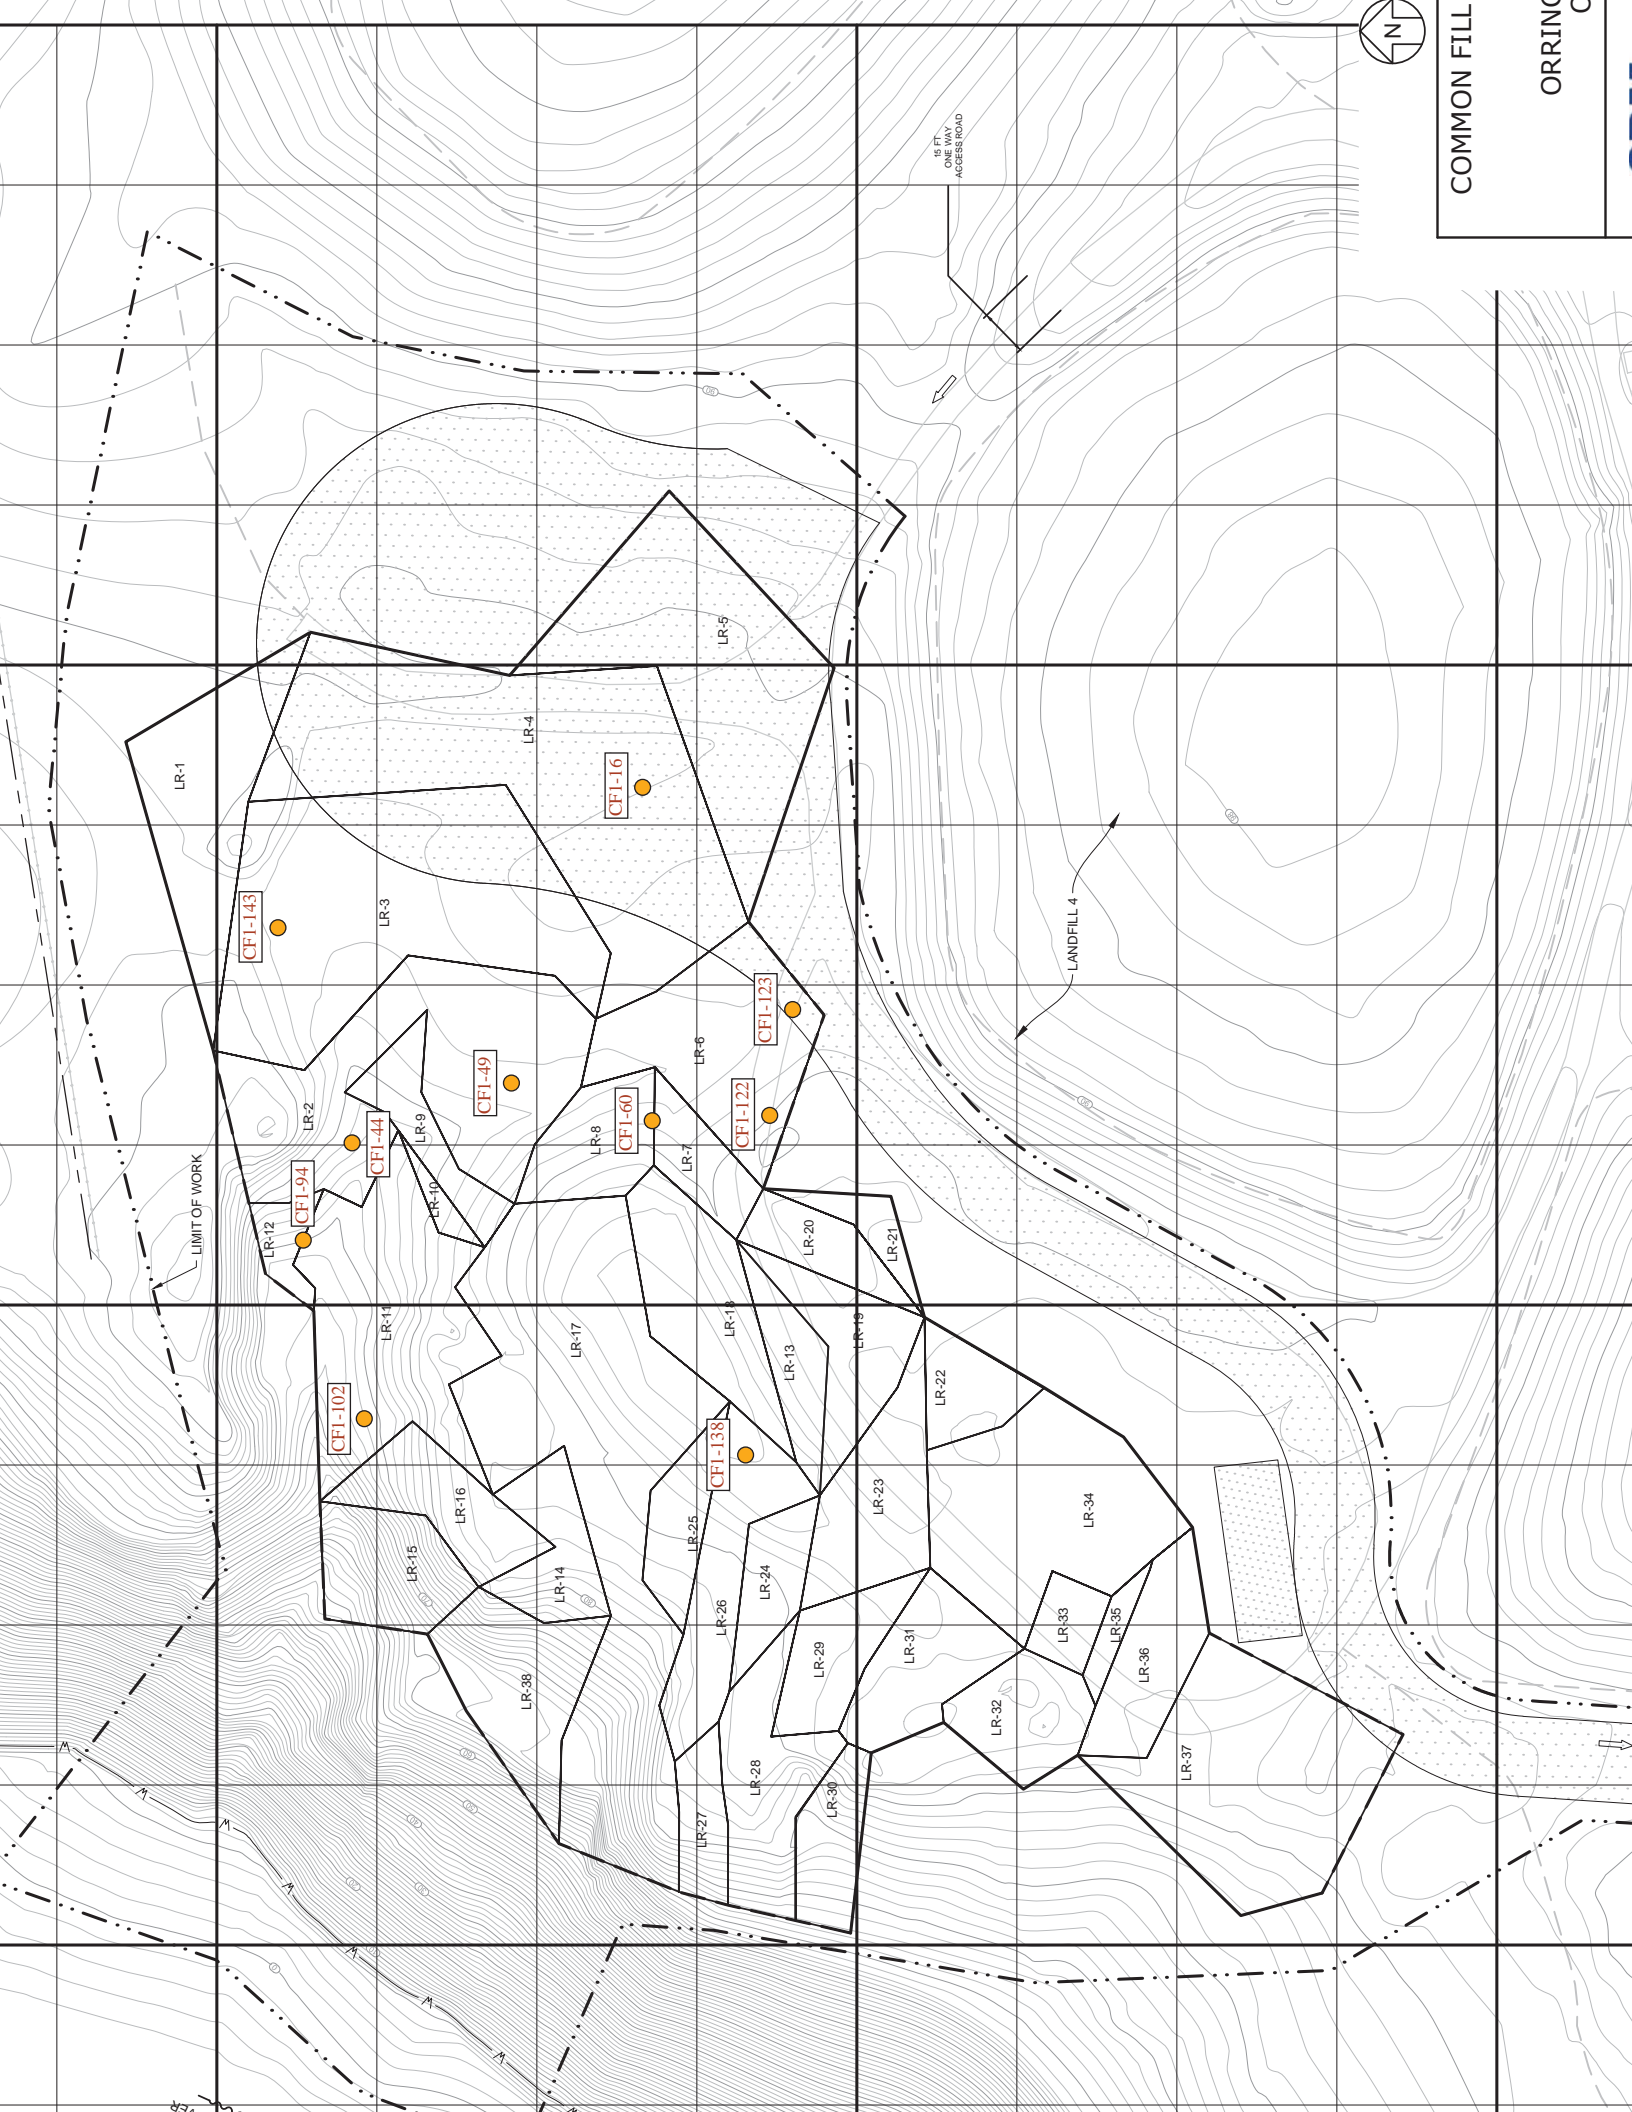 COMMON FILL
ORRING
N
15 FT
ONE WAY
ACCESS ROAD
LR-1
LR-5
LR-4
CF1-16
CF1-143
LR-3
LANDFILL 4
CF1-123
LR-6
CF1-49
CF1-122
CF1-60
LR-2
LR-9
LR-8
CF1-44
LR-7
CF1-94
LR-10
LIMIT OF WORK
LR-12
LR-20
LR-21
LR-11
LR-17
LR-18
LR-19
LR-13
LR-22
CF1-102
CF1-138
LR-16
LR-23
LR-34
LR-25
LR-15
LR-14
LR-24
LR-26
LR-33
LR-35
LR-31
LR-29
LR-36
LR-38
LR-32
LR-37
LR-28
LR-30
LR-27
W
W
W
W
W
W
W
W